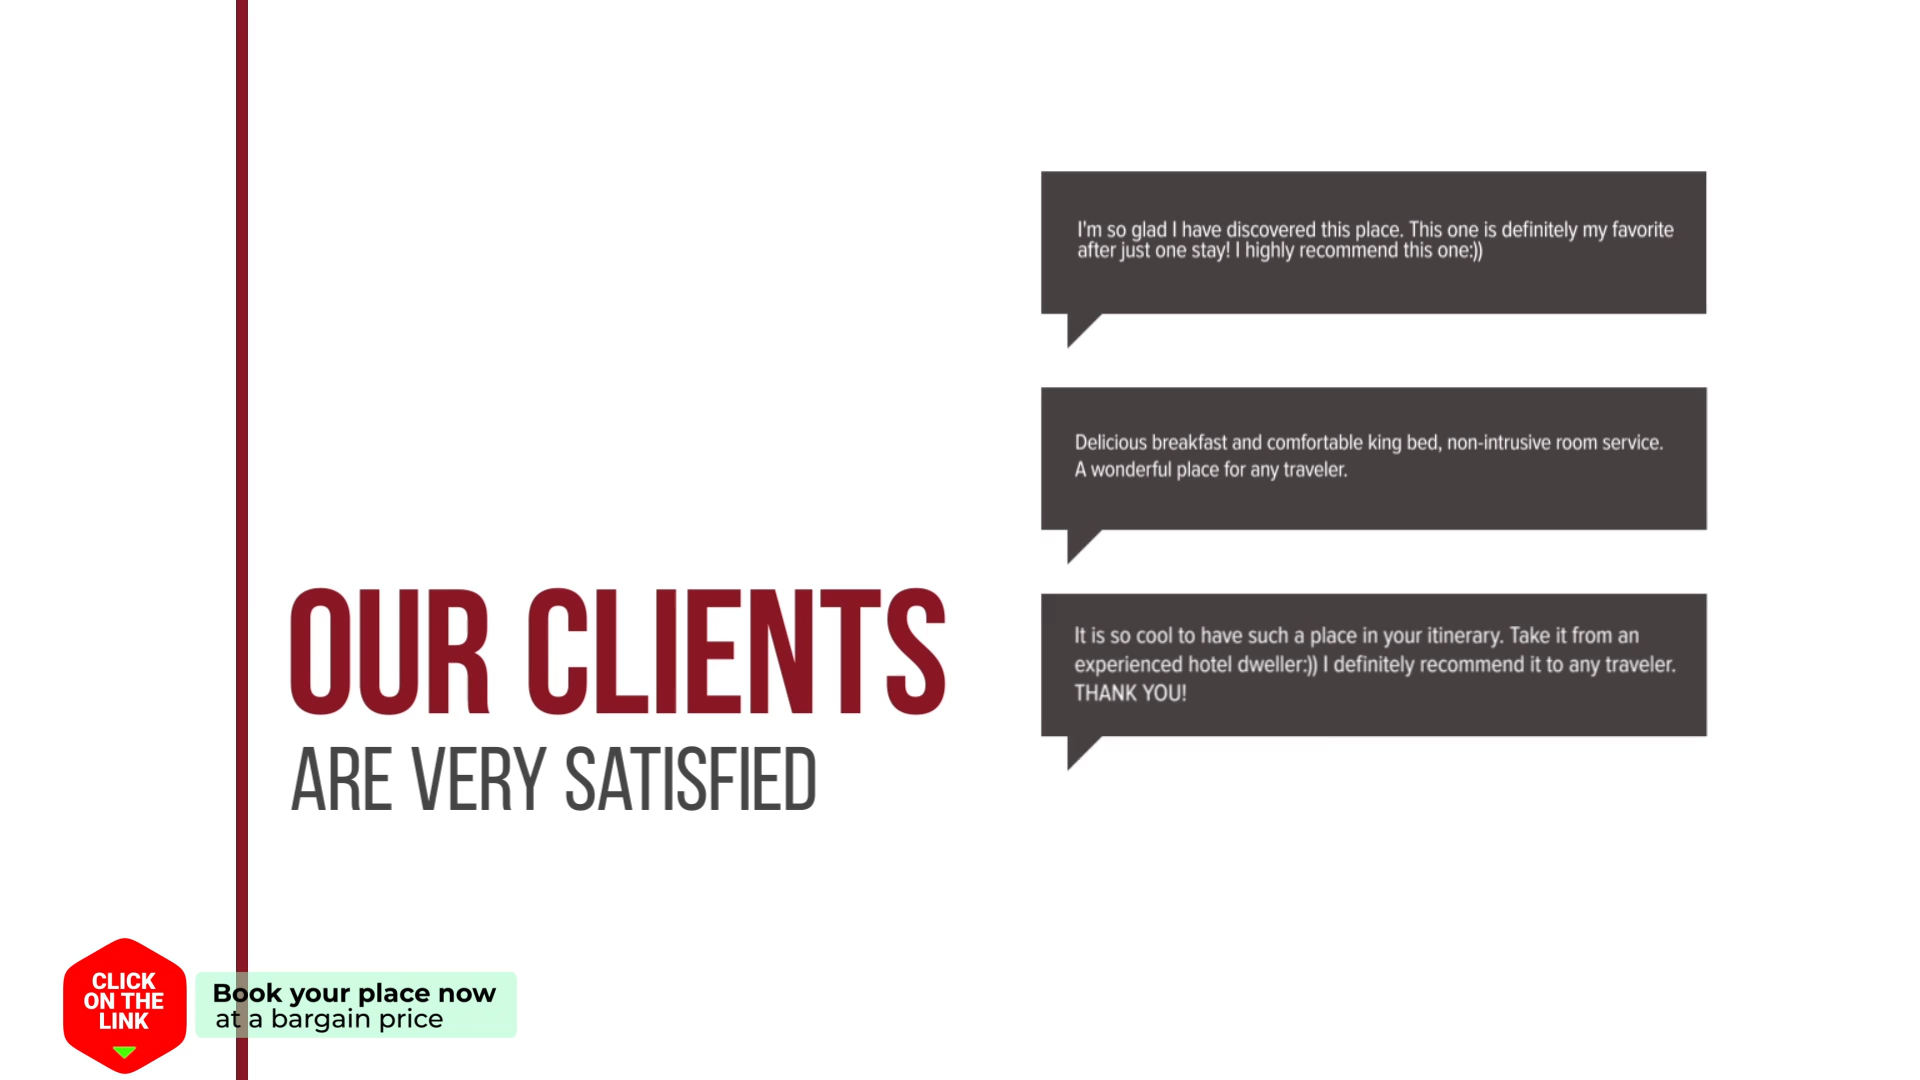 I'm so glad I have discovered this place. This one is definitely my favorite
after just one stay! I highly recommend this one:))
Delicious breakfast and comfortable king bed, non-intrusive room service.
A wonderful place for any traveler.
It is so cool to have such a place in your itinerary. Take it from an
experienced hotel dweller:)) I definitely recommend it to any traveler.
THANK YOU!
OUR CLIENTS
ARE VERY SATISFIED
CLICK
ON THE
LINK
Book your place now
at a bargain price